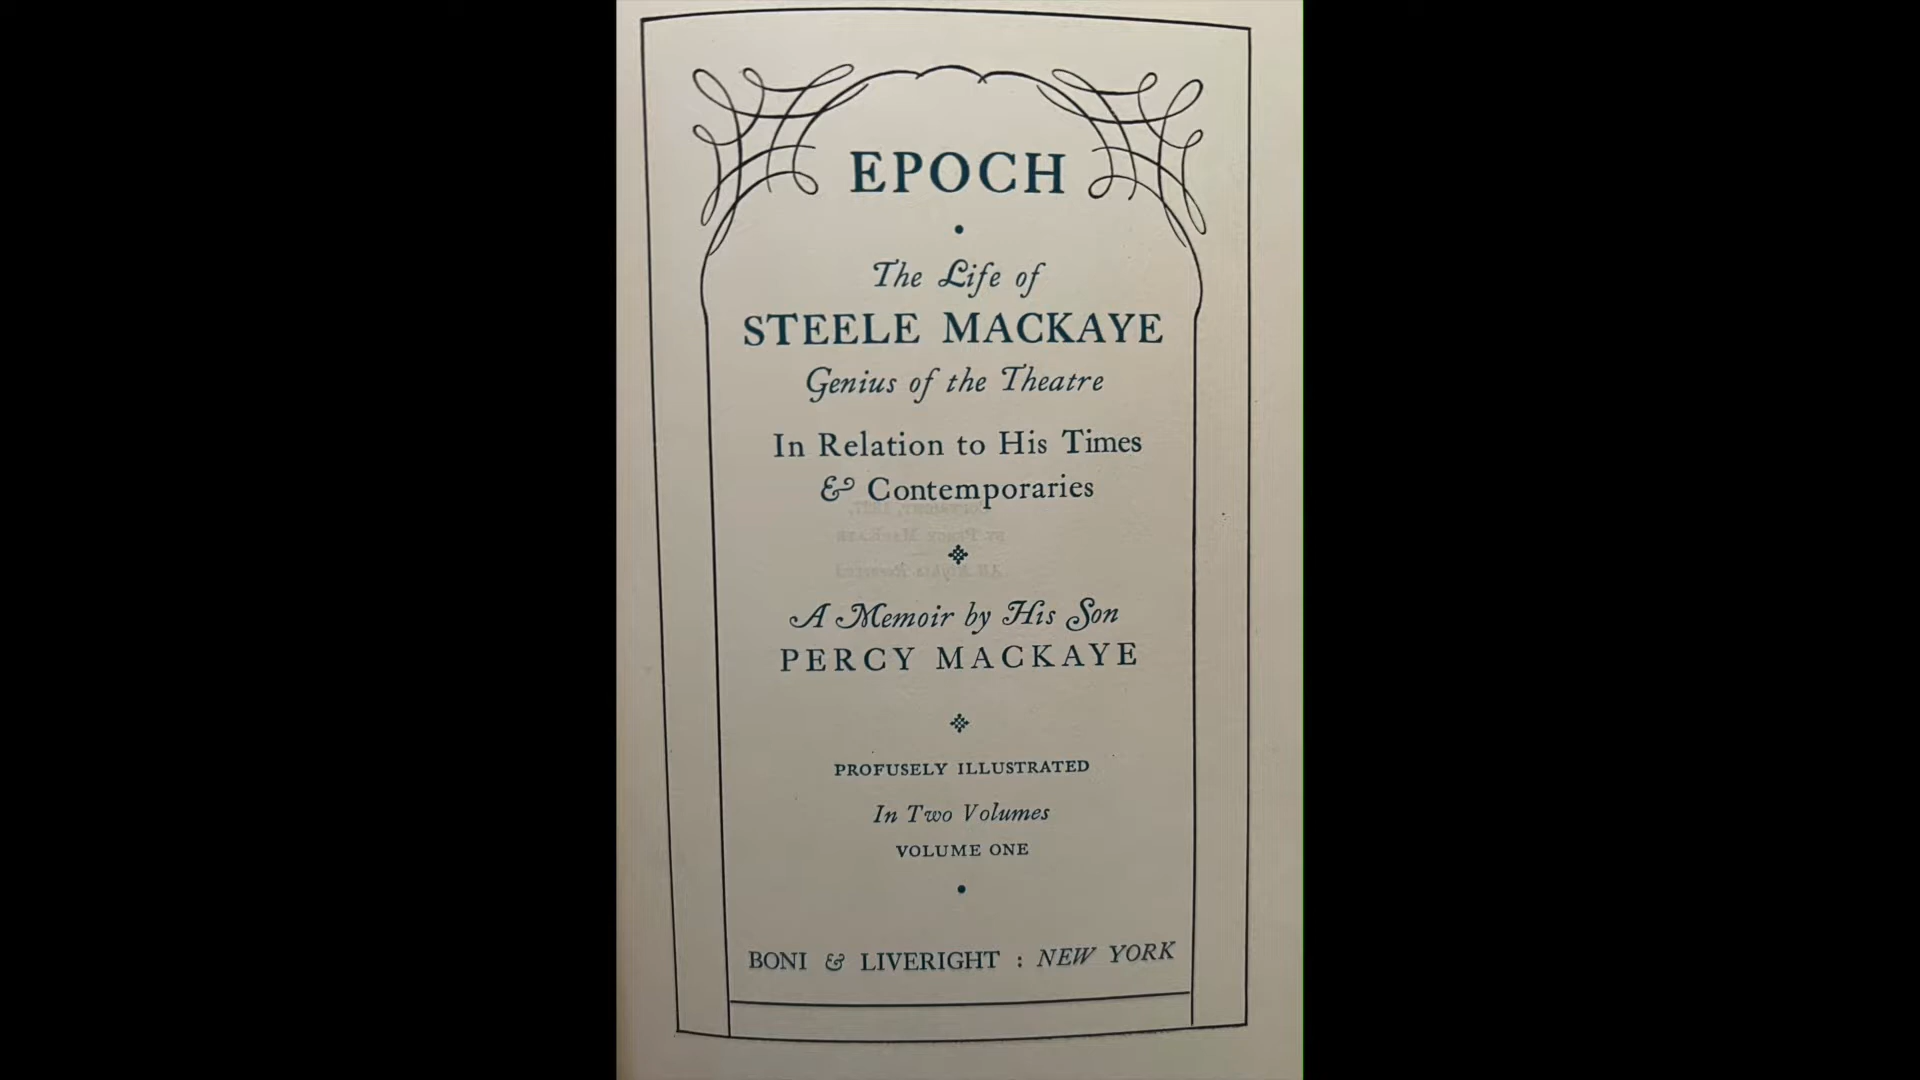 EPOCH
The Life of
STEELE MACKAYE
Genius of the Theatre
In Relation to His Times
& Contemporaries
A Memoir by His Son
PERCY MACKAYE
PROFUSELY ILLUSTRATED
In Two Volumes
VOLUME ONE
BONI & LIVERIGHT : NEW YORK